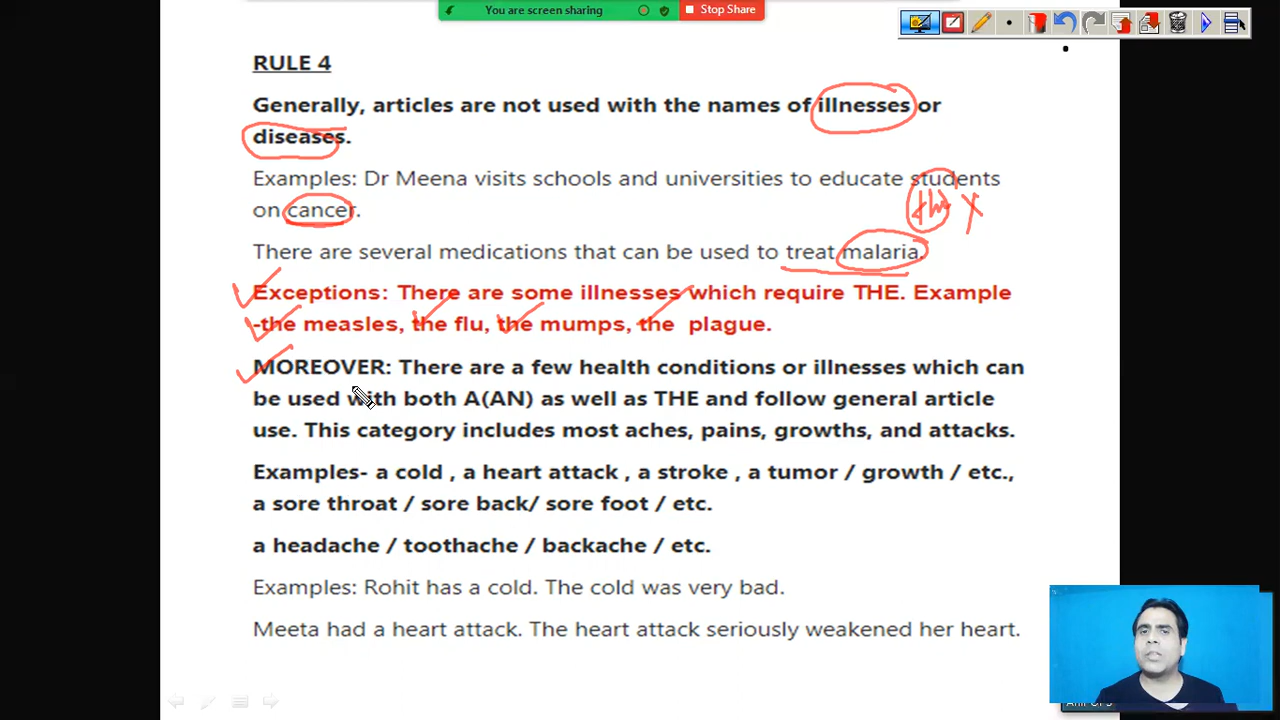 You are screen sharing
Stop Share
RULE 4
Generally, articles are not used with the names of illnesses or
diseases.
Examples: Dr Meena visits schools and universities to educate students
on cancer.
the X
There are several medications that can be used to treat malaria.
Exceptions: There are some illnesses which require THE. Example
-the measles, the flu, the mumps, the plague.
MOREOVER: There are a few health conditions or illnesses which can
be used with both A(AN) as well as THE and follow general article
use. This category includes most aches, pains, growths, and attacks.
Examples- a cold , a heart attack , a stroke , a tumor / growth / etc.,
a sore throat / sore back/ sore foot / etc.
a headache / toothache / backache / etc.
Examples: Rohit has a cold. The cold was very bad.
Meeta had a heart attack. The heart attack seriously weakened her heart.